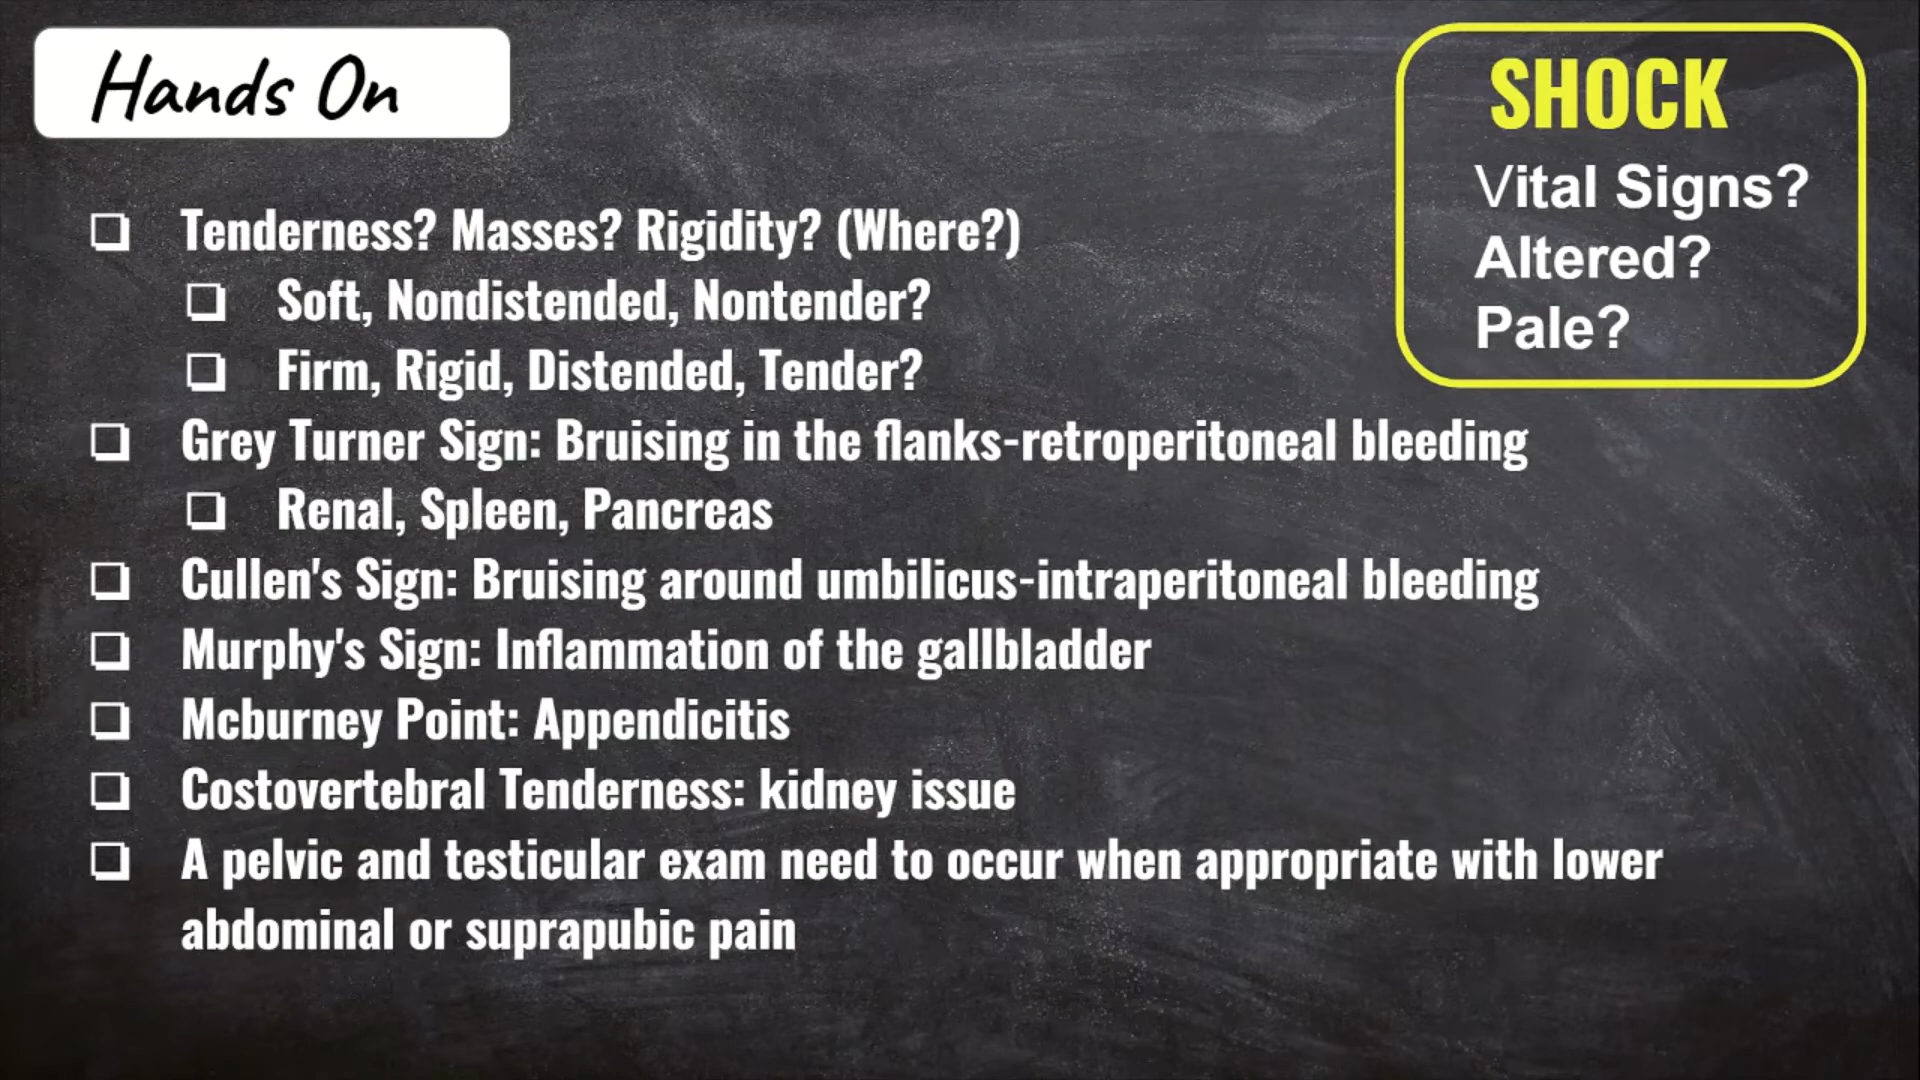 Hands On
SHOCK
Vital Signs?
Altered?
Pale?
Tenderness? Masses? Rigidity? (Where?)
Soft, Nondistended, Nontender?
Firm, Rigid, Distended, Tender?
Grey Turner Sign: Bruising in the flanks-retroperitoneal bleeding
Renal, Spleen, Pancreas
Cullen's Sign: Bruising around umbilicus-intraperitoneal bleeding
Murphy's Sign: Inflammation of the gallbladder
Mcburney Point: Appendicitis
Costovertebral Tenderness: kidney issue
A pelvic and testicular exam need to occur when appropriate with lower
abdominal or suprapubic pain